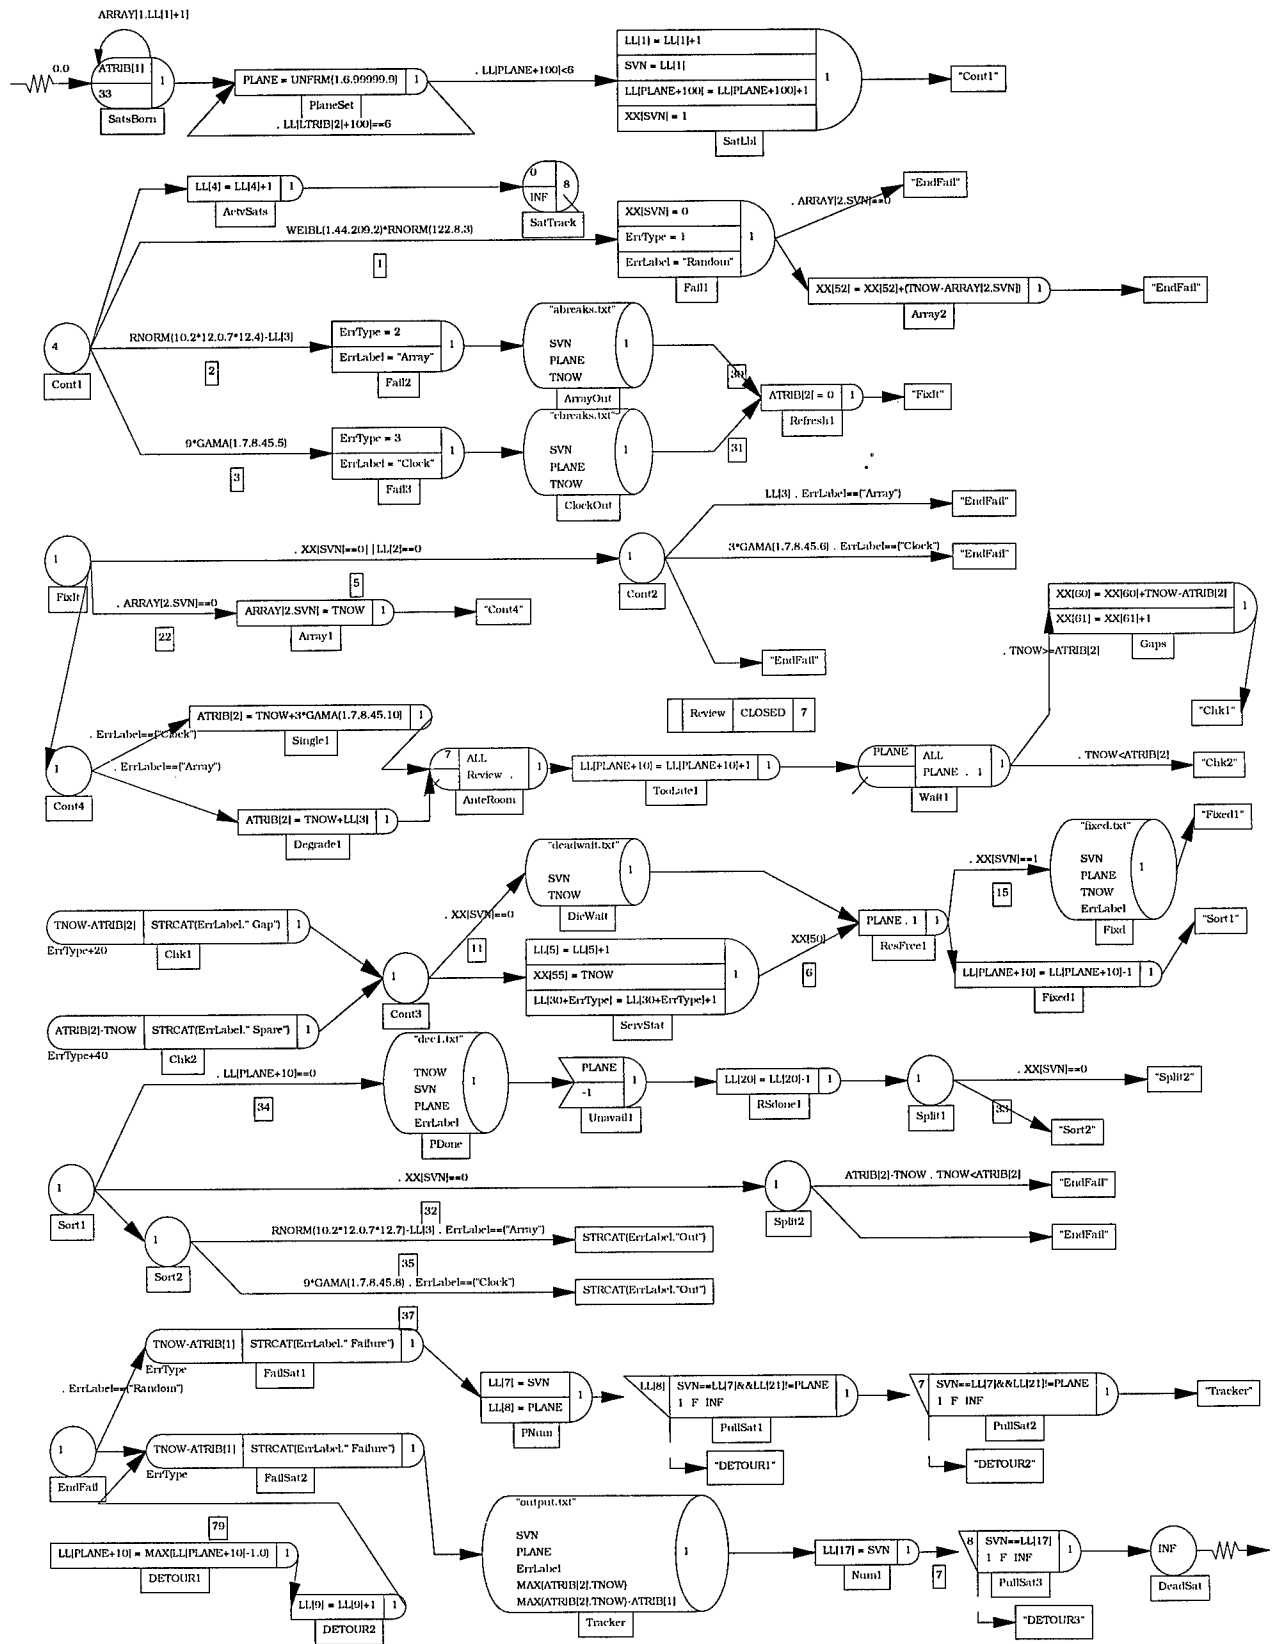 ARRAY[1,LL[1]+1]
0.0
ATRIB[1]
33
1
SatsBorn
PLANE = UNFRM(1,6.99999,9)
1
PlaneSet
, LL[PLANE+100]<6
, LL[LTRIB[2]+100]==6
LL[1] = LL[1]+1
SVN = LL[1]
LL[PLANE+100] = LL[PLANE+100]+1
XX[SVN] = 1
1
SatLbl
"Cont1"
LL[4] = LL[4]+1
1
ActvSats
0
INF
8
SatTrack
WEIBL(1.44,209,2)*RNORM(122,8,3)
1
XX[SVN] = 0
ErrType = 1
ErrLabel = "Random"
1
Fail1
, ARRAY[2,SVN]==0
"EndFail"
XX[52] = XX[52]+(TNOW-ARRAY[2,SVN])
1
Array2
"EndFail"
4
Cont1
RNORM(10.2*12,0.7*12,4)-LL[3]
2
ErrType = 2
ErrLabel = "Array"
1
Fail2
"abreaks.txt"
SVN
PLANE
TNOW
1
ArrayOut
30
ATRIB[2] = 0
1
Refresh1
"FixIt"
9*GAMA(1.7,8.45,5)
3
ErrType = 3
ErrLabel = "Clock"
1
Fail3
"cbreaks.txt"
SVN
PLANE
TNOW
1
ClockOut
31
1
FixIt
, XX[SVN]==0||LL[2]==0
5
1
Cont2
LL[3] , ErrLabel==("Array")
"EndFail"
3*GAMA(1.7,8.45,6) , ErrLabel==("Clock")
"EndFail"
"EndFail"
, ARRAY[2,SVN]==0
22
ARRAY[2,SVN] = TNOW
1
Array1
"Cont4"
XX[60] = XX[60]+TNOW-ATRIB[2]
XX[61] = XX[61]+1
1
Gaps
, TNOW>=ATRIB[2]
"Chk1"
Review
CLOSED
7
1
Cont4
, ErrLabel==("Clock")
ATRIB[2] = TNOW+3*GAMA(1.7,8.45,10)
1
Single1
, ErrLabel==("Array")
ATRIB[2] = TNOW+LL[3]
1
Degrade1
7
ALL
Review ,
1
AnteRoom
LL[PLANE+10] = LL[PLANE+10]+1
1
TooLate1
PLANE
ALL
PLANE , 1
1
Wait1
, TNOW<ATRIB[2]
"Chk2"
TNOW-ATRIB[2]
STRCAT(ErrLabel," Gap")
1
ErrType+20
Chk1
ATRIB[2]-TNOW
STRCAT(ErrLabel," Spare")
1
ErrType+40
Chk2
1
Cont3
, XX[SVN]==0
11
"deadwait.txt"
SVN
TNOW
1
DieWait
LL[5] = LL[5]+1
XX[55] = TNOW
LL[30+ErrType] = LL[30+ErrType]+1
1
ServStat
XX[50]
6
PLANE , 1
1
ResFree1
, XX[SVN]==1
15
"fixed.txt"
SVN
PLANE
TNOW
ErrLabel
1
Fixd
"Fixed1"
LL[PLANE+10] = LL[PLANE+10]-1
1
Fixed1
"Sort1"
, LL[PLANE+10]==0
34
"dec1.txt"
TNOW
SVN
PLANE
ErrLabel
1
PDone
PLANE
-1
1
Unavail1
LL[20] = LL[20]-1
1
RSdone1
1
Split1
, XX[SVN]==0
"Split2"
33
"Sort2"
1
Sort1
, XX[SVN]==0
32
1
Split2
ATRIB[2]-TNOW , TNOW<ATRIB[2]
"EndFail"
"EndFail"
1
Sort2
RNORM(10.2*12,0.7*12,7)-LL[3] , ErrLabel==("Array")
35
STRCAT(ErrLabel,"Out")
9*GAMA(1.7,8.45,8) , ErrLabel==("Clock")
37
STRCAT(ErrLabel,"Out")
1
EndFail
, ErrLabel==("Random")
TNOW-ATRIB[1]
STRCAT(ErrLabel," Failure")
1
ErrType
FailSat1
TNOW-ATRIB[1]
STRCAT(ErrLabel," Failure")
1
ErrType
FailSat2
LL[7] = SVN
LL[8] = PLANE
1
PNum
LL[8]
SVN==LL[7]&&LL[21]!=PLANE
1 F INF
1
PullSat1
"DETOUR1"
7
SVN==LL[7]&&LL[21]!=PLANE
1 F INF
1
PullSat2
"DETOUR2"
"Tracker"
79
LL[PLANE+10] = MAX(LL[PLANE+10]-1,0)
1
DETOUR1
LL[9] = LL[9]+1
1
DETOUR2
"output.txt"
SVN
PLANE
ErrLabel
MAX(ATRIB[2],TNOW)
MAX(ATRIB[2],TNOW)-ATRIB[1]
1
Tracker
LL[17] = SVN
1
Num1
7
8
SVN==LL[17]
1 F INF
1
PullSat3
"DETOUR3"
INF
DeadSat